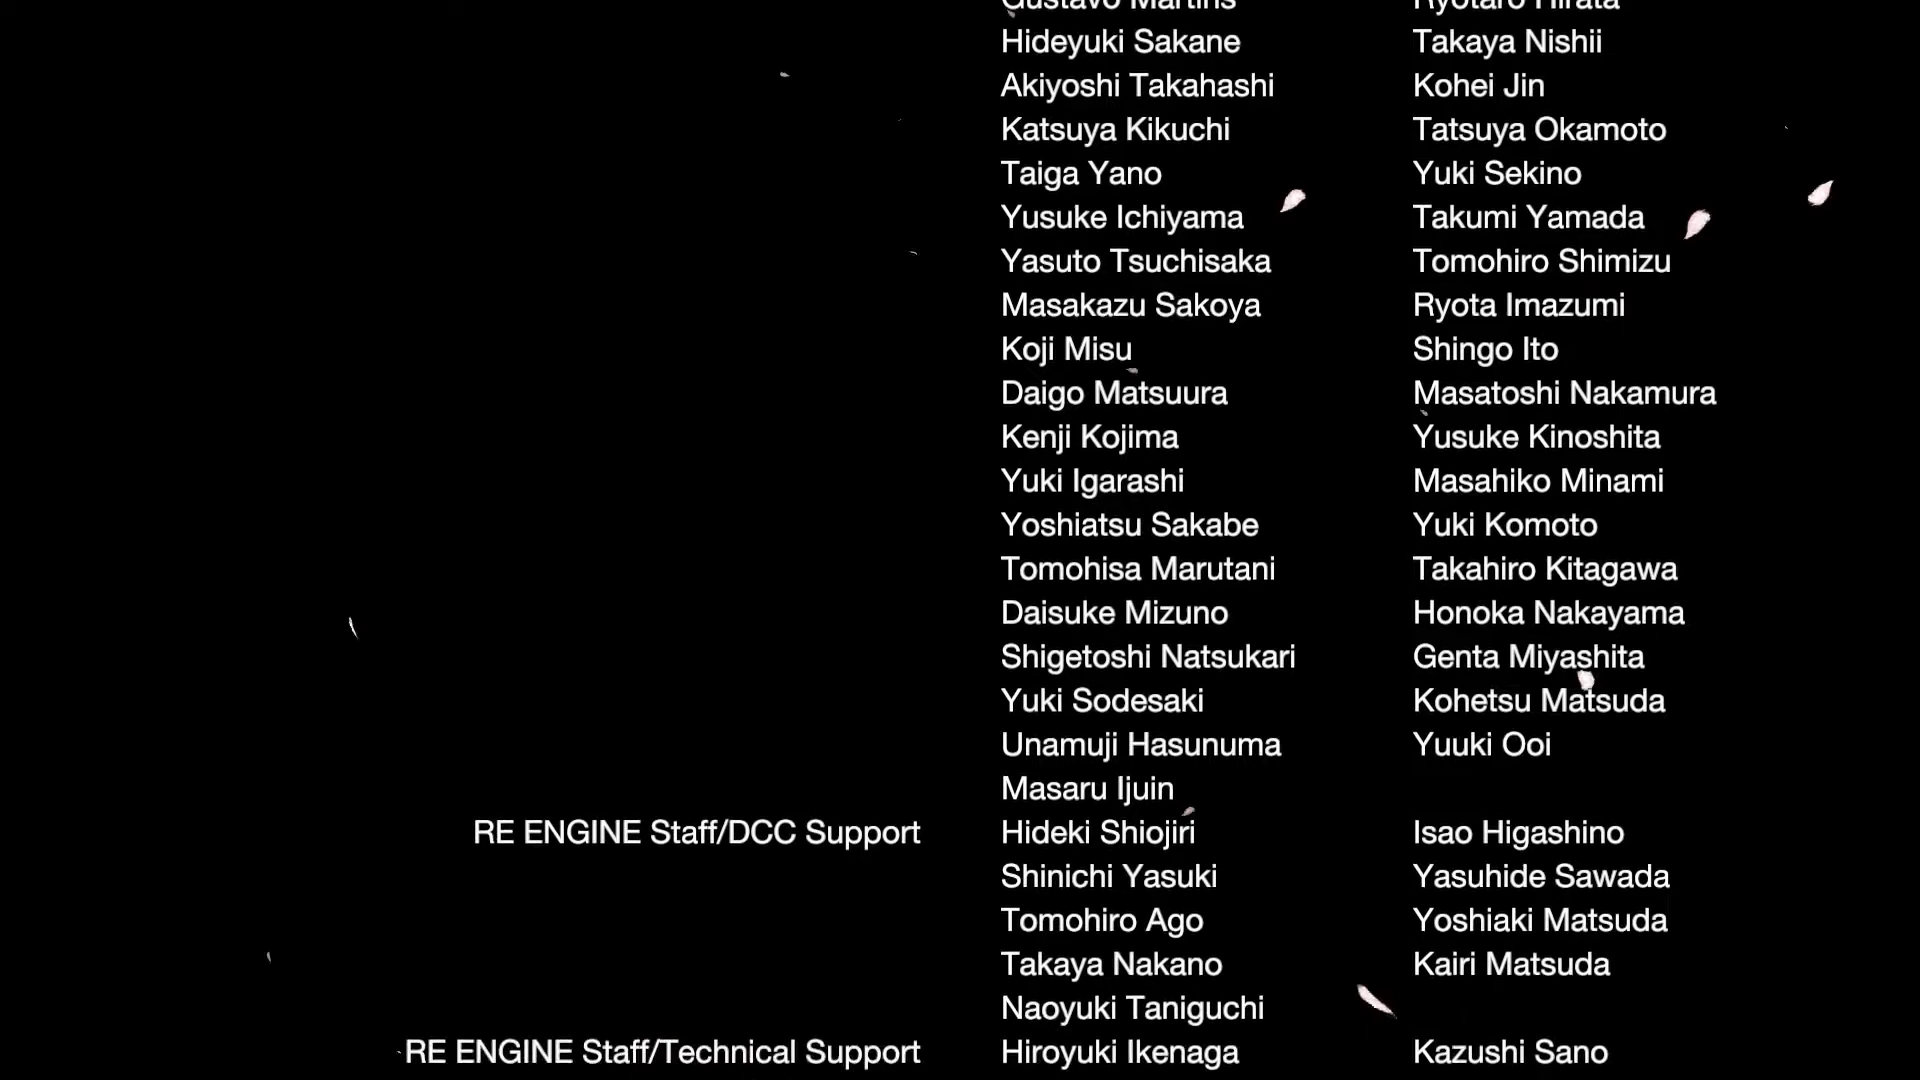 Gustavo Martins Ryotaro Hirata
Hideyuki Sakane Takaya Nishii
Akiyoshi Takahashi Kohei Jin
Katsuya Kikuchi Tatsuya Okamoto
Taiga Yano Yuki Sekino
Yusuke Ichiyama Takumi Yamada
Yasuto Tsuchisaka Tomohiro Shimizu
Masakazu Sakoya Ryota Imazumi
Koji Misu Shingo Ito
Daigo Matsuura Masatoshi Nakamura
Kenji Kojima Yusuke Kinoshita
Yuki Igarashi Masahiko Minami
Yoshiatsu Sakabe Yuki Komoto
Tomohisa Marutani Takahiro Kitagawa
Daisuke Mizuno Honoka Nakayama
Shigetoshi Natsukari Genta Miyashita
Yuki Sodesaki Kohetsu Matsuda
Unamuji Hasunuma Yuuki Ooi
Masaru Ijuin
RE ENGINE Staff/DCC Support Hideki Shiojiri Isao Higashino
Shinichi Yasuki Yasuhide Sawada
Tomohiro Ago Yoshiaki Matsuda
Takaya Nakano Kairi Matsuda
Naoyuki Taniguchi
RE ENGINE Staff/Technical Support Hiroyuki Ikenaga Kazushi Sano